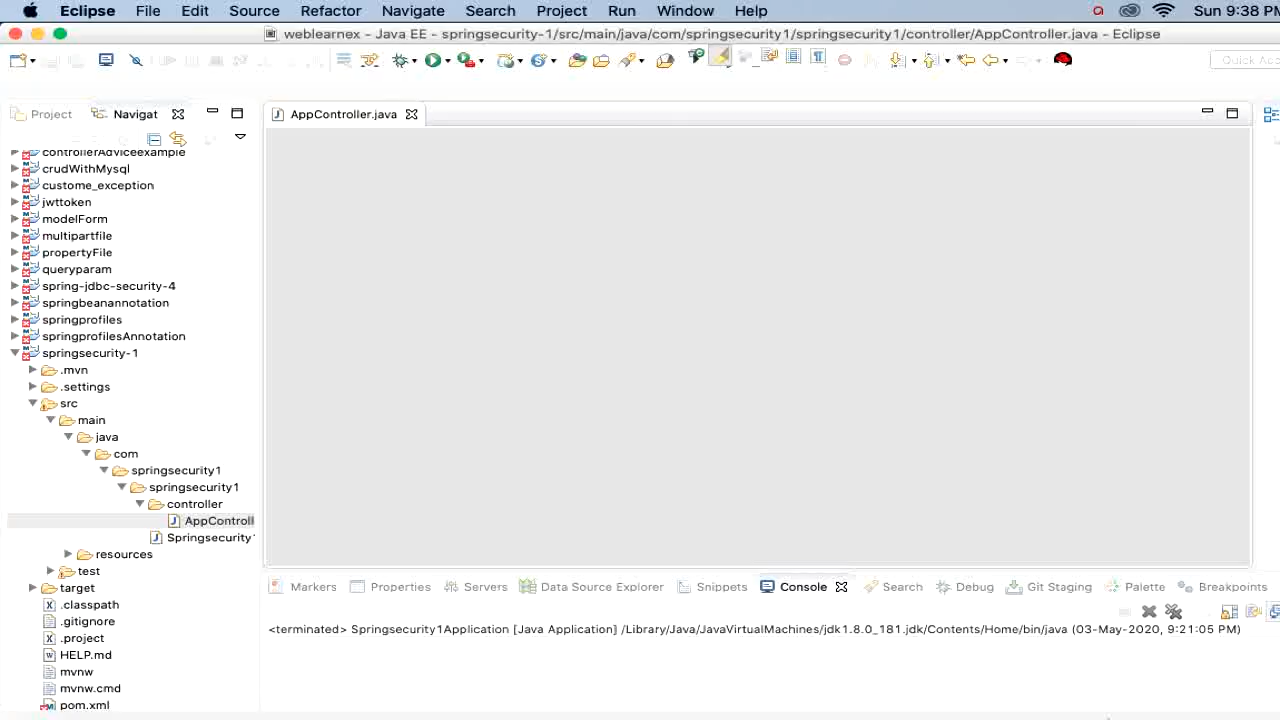 Eclipse File Edit Source Refactor Navigate Search Project Run Window Help Sun 9:38 PM
weblearnex - Java EE - springsecurity-1/src/main/java/com/springsecurity1/springsecurity1/controller/AppController.java - Eclipse
Quick Acc
Project Navigat
AppController.java
controllerAdviceexample
crudWithMysql
custome_exception
jwttoken
modelForm
multipartfile
propertyFile
queryparam
spring-jdbc-security-4
springbeanannotation
springprofiles
springprofilesAnnotation
springsecurity-1
.mvn
.settings
src
main
java
com
springsecurity1
springsecurity1
controller
AppControll
Springsecurity1
resources
test
target
.classpath
.gitignore
.project
HELP.md
mvnw
mvnw.cmd
pom.xml
Markers Properties Servers Data Source Explorer Snippets Console Search Debug Git Staging Palette Breakpoints
<terminated> Springsecurity1Application [Java Application] /Library/Java/JavaVirtualMachines/jdk1.8.0_181.jdk/Contents/Home/bin/java (03-May-2020, 9:21:05 PM)